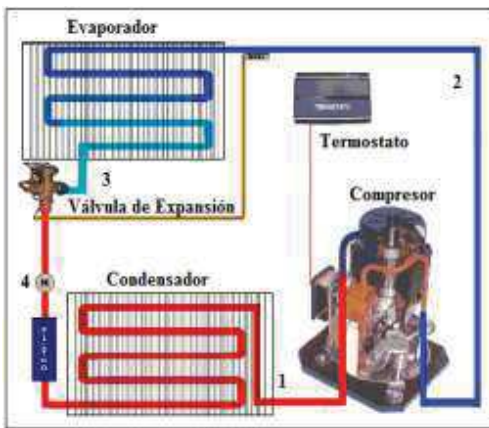 Evaporador
2
Termostato
3
Válvula de Expansión
Compresor
4
Condensador
1